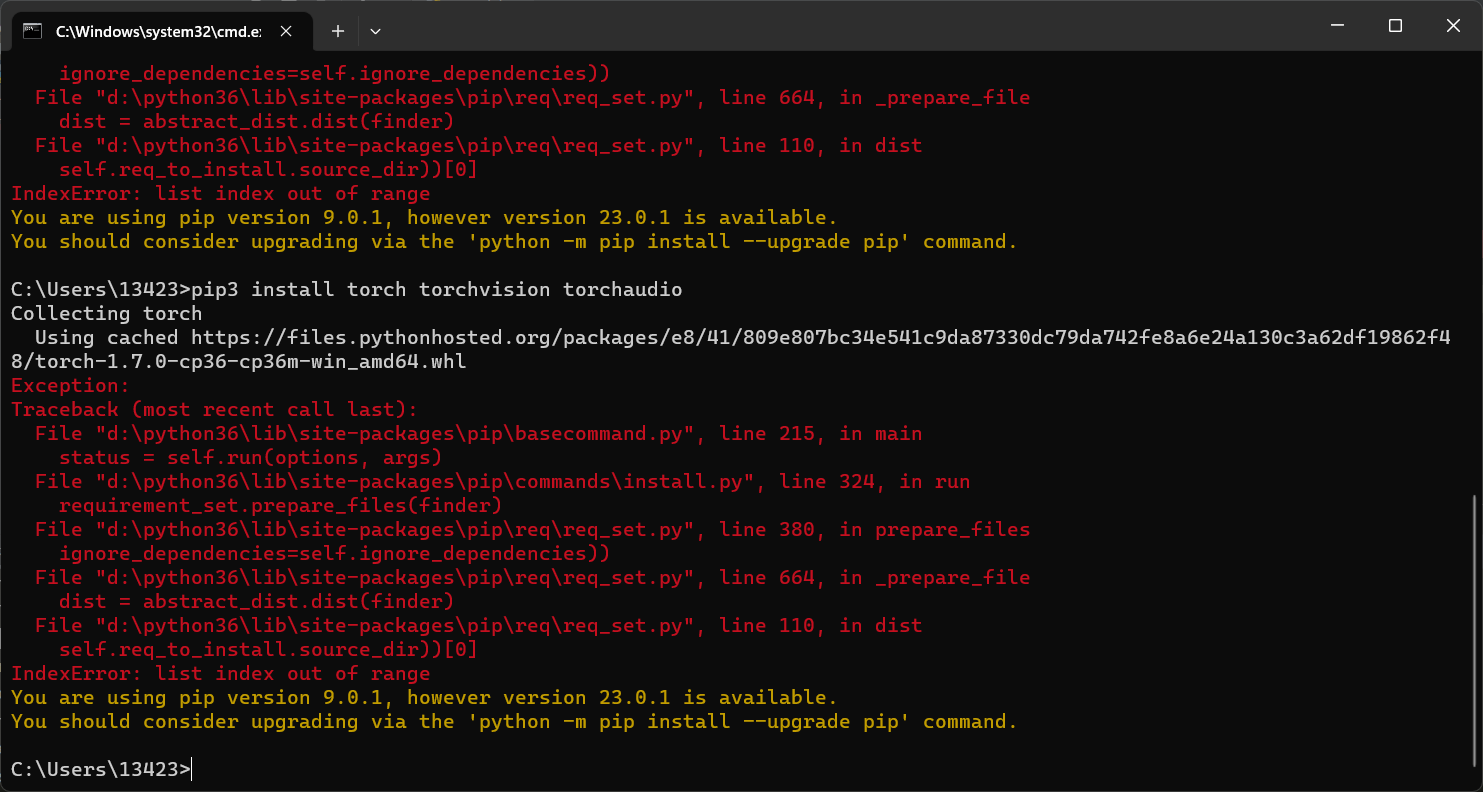 C:\Windows\system32\cmd.e
ignore_dependencies=self.ignore_dependencies))
File "d:\python36\lib\site-packages\pip\req\req_set.py", line 664, in _prepare_file
dist = abstract_dist.dist(finder)
File "d:\python36\lib\site-packages\pip\req\req_set.py", line 110, in dist
self.req_to_install.source_dir))[0]
IndexError: list index out of range
You are using pip version 9.0.1, however version 23.0.1 is available.
You should consider upgrading via the 'python -m pip install --upgrade pip' command.
C:\Users\13423>pip3 install torch torchvision torchaudio
Collecting torch
Using cached https://files.pythonhosted.org/packages/e8/41/809e807bc34e541c9da87330dc79da742fe8a6e24a130c3a62df19862f4
8/torch-1.7.0-cp36-cp36m-win_amd64.whl
Exception:
Traceback (most recent call last):
File "d:\python36\lib\site-packages\pip\basecommand.py", line 215, in main
status = self.run(options, args)
File "d:\python36\lib\site-packages\pip\commands\install.py", line 324, in run
requirement_set.prepare_files(finder)
File "d:\python36\lib\site-packages\pip\req\req_set.py", line 380, in prepare_files
ignore_dependencies=self.ignore_dependencies))
File "d:\python36\lib\site-packages\pip\req\req_set.py", line 664, in _prepare_file
dist = abstract_dist.dist(finder)
File "d:\python36\lib\site-packages\pip\req\req_set.py", line 110, in dist
self.req_to_install.source_dir))[0]
IndexError: list index out of range
You are using pip version 9.0.1, however version 23.0.1 is available.
You should consider upgrading via the 'python -m pip install --upgrade pip' command.
C:\Users\13423>